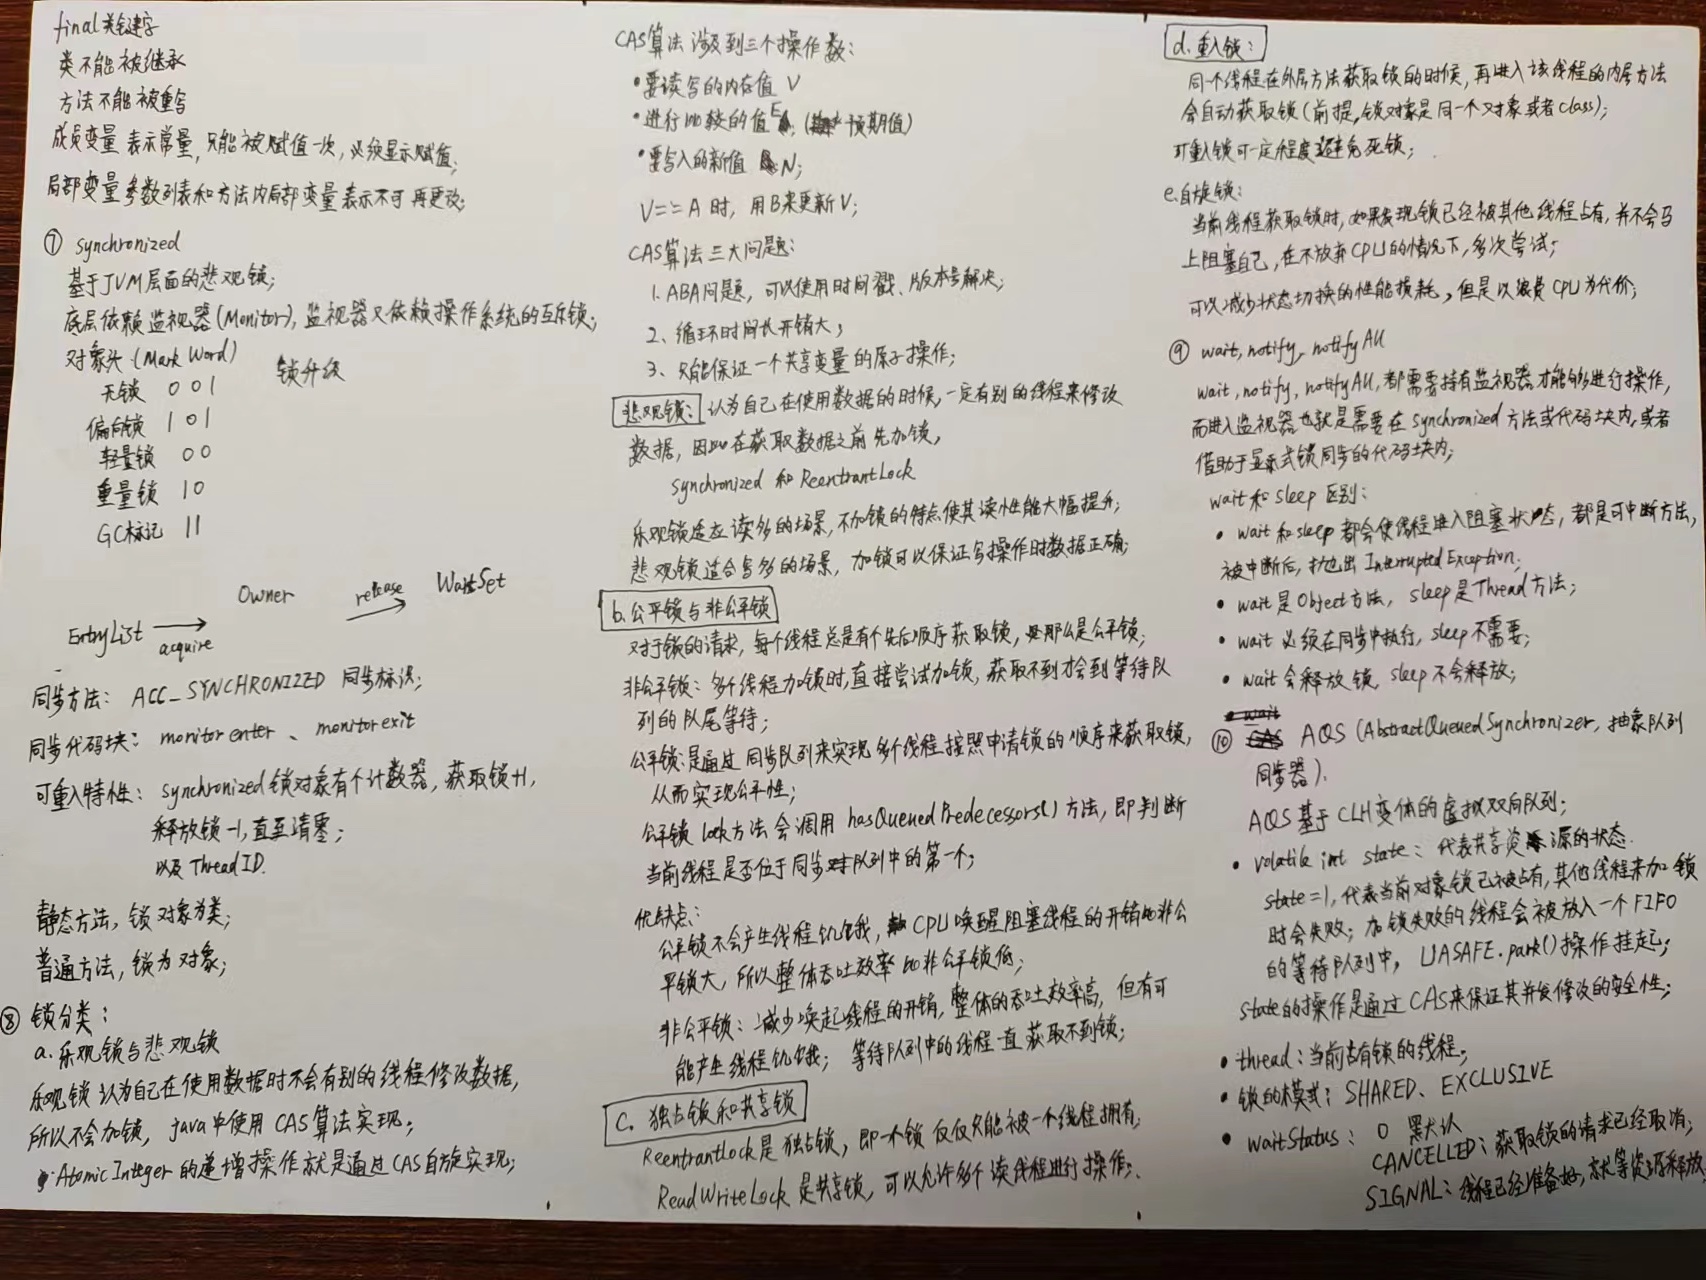 final关键字
类不能被继承
方法不能被重写
成员变量 表示常量,只能被赋值一次,必须显示赋值;
局部变量 参数列表和方法内局部变量 表示不可再更改;
⑦ synchronized
基于JVM层面的悲观锁;
底层依赖监视器(Monitor),监视器又依赖操作系统的互斥锁;
对象头(Mark Word) 锁升级
无锁 001
偏向锁 101
轻量锁 00
重量锁 10
GC标记 11
Owner release WaitSet
EntryList acquire
同步方法: ACC_SYNCHRONIZED 同步标识;
同步代码块: monitor enter、monitor exit
可重入特性: synchronized锁对象有个计数器,获取锁+1,
释放锁-1,直至清零;
以及 ThreadID.
静态方法,锁对象为类;
普通方法,锁为对象;
⑧ 锁分类:
a.乐观锁与悲观锁
乐观锁 认为自己在使用数据时不会有别的线程修改数据,
所以不会加锁, java中使用 CAS算法实现;
AtomicInteger的递增操作就是通过CAS自旋实现;
CAS算法 涉及到三个操作数:
•要读写的内存值 V
•进行比较的值E; (预期值)
•要写入的新值 N;
V==A 时,用B来更新V;
CAS算法三大问题:
1.ABA问题,可以使用时间戳、版本号解决;
2、循环时间长开销大;
3、只能保证一个共享变量的原子操作;
悲观锁: 认为自己在使用数据的时候,一定有别的线程来修改
数据,因此在获取数据之前先加锁,
synchronized 和 ReentrantLock
乐观锁适应读多的场景,不加锁的特点使其读性能大幅提升;
悲观锁适合写多的场景,加锁可以保证写操作时数据正确;
b.公平锁与非公平锁
对于锁的请求,每个线程总是有个先后顺序获取锁,那么是公平锁;
非公平锁:多个线程加锁时,直接尝试加锁,获取不到才会到等待队
列的队尾等待;
公平锁:是通过同步队列来实现多个线程按照申请锁的顺序来获取锁,
从而实现公平性;
公平锁 lock方法会调用 hasQueuedPredecessors()方法,即判断
当前线程是否位于同步队列中的第一个;
优缺点:
公平锁不会产生线程饥饿,CPU唤醒阻塞线程的开销比非公
平锁大,所以整体吞吐效率比非公平锁低;
非公平锁:减少唤起线程的开销,整体的吞吐效率高,但有可
能产生线程饥饿; 等待队列中的线程一直获取不到锁;
C. 独占锁和共享锁
ReentrantLock是独占锁,即一个锁仅仅只能被一个线程拥有,
ReadWriteLock 是共享锁,可以允许多个读线程进行操作;
d.重入锁:
同一个线程在外层方法获取锁的时候,再进入该线程的内层方法
会自动获取锁(前提,锁对象是同一个对象或者class);
可重入锁可一定程度避免死锁;
e.自旋锁:
当前线程获取锁时,如果发现锁已经被其他线程占有,并不会马
上阻塞自己,在不放弃CPU的情况下,多次尝试;
可以减少状态切换的性能损耗,但是以浪费CPU为代价;
⑨ wait, notify, notifyAll
wait, notify, notifyAll,都需要持有监视器才能够进行操作,
而进入监视器也就是需要在synchronized方法或代码块内,或者
借助于显式锁同步的代码块内;
wait和sleep区别:
• wait和sleep都会使线程进入阻塞状态,都是可中断方法,
被中断后,抛出InterruptedException;
• wait是Object方法, sleep是Thread方法;
• wait 必须在同步中执行,sleep不需要;
• wait会释放锁, sleep不会释放;
⑩ AQS (AbstractQueuedSynchronizer,抽象队列
同步器).
AQS基于CLH变体的虚拟双向队列;
• volatile int state:代表共享资源的状态.
state=1,代表当前对象锁已被占有,其他线程来加锁
时会失败;加锁失败的线程会被放入一个FIFO
的等待队列中, UASAFE.park()操作挂起;
state的操作是通过CAS来保证其并发修改的安全性;
• thread:当前占有锁的线程;
• 锁的模式:SHARED、EXCLUSIVE
• waitStatus: 0 默认
CANCELLED:获取锁的请求已经取消;
SIGNAL:线程已经准备好,就等资源释放